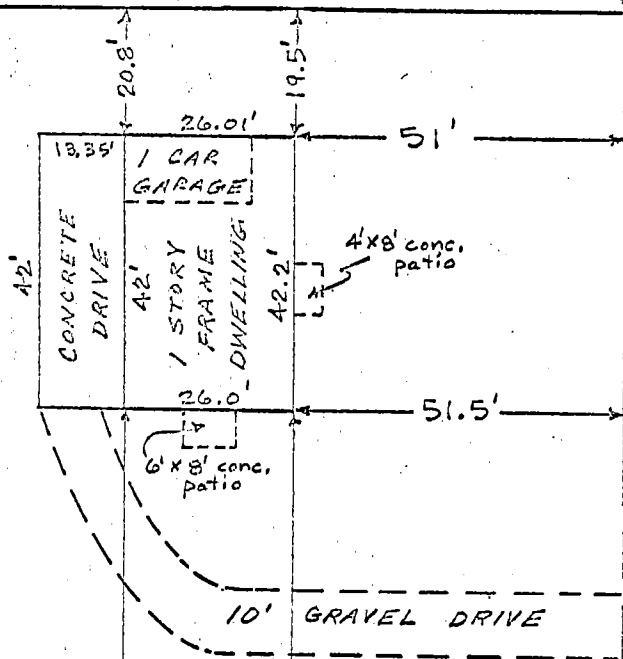 20.8'
19.5'
26.01'
51'
13.35'
1 CAR
GARAGE
4'x8' conc.
patio
42'
CONCRETE
DRIVE
42'
1 STORY
FRAME
DWELLING
42.2'
26.0'
51.5'
6'x8' conc.
patio
10' GRAVEL DRIVE